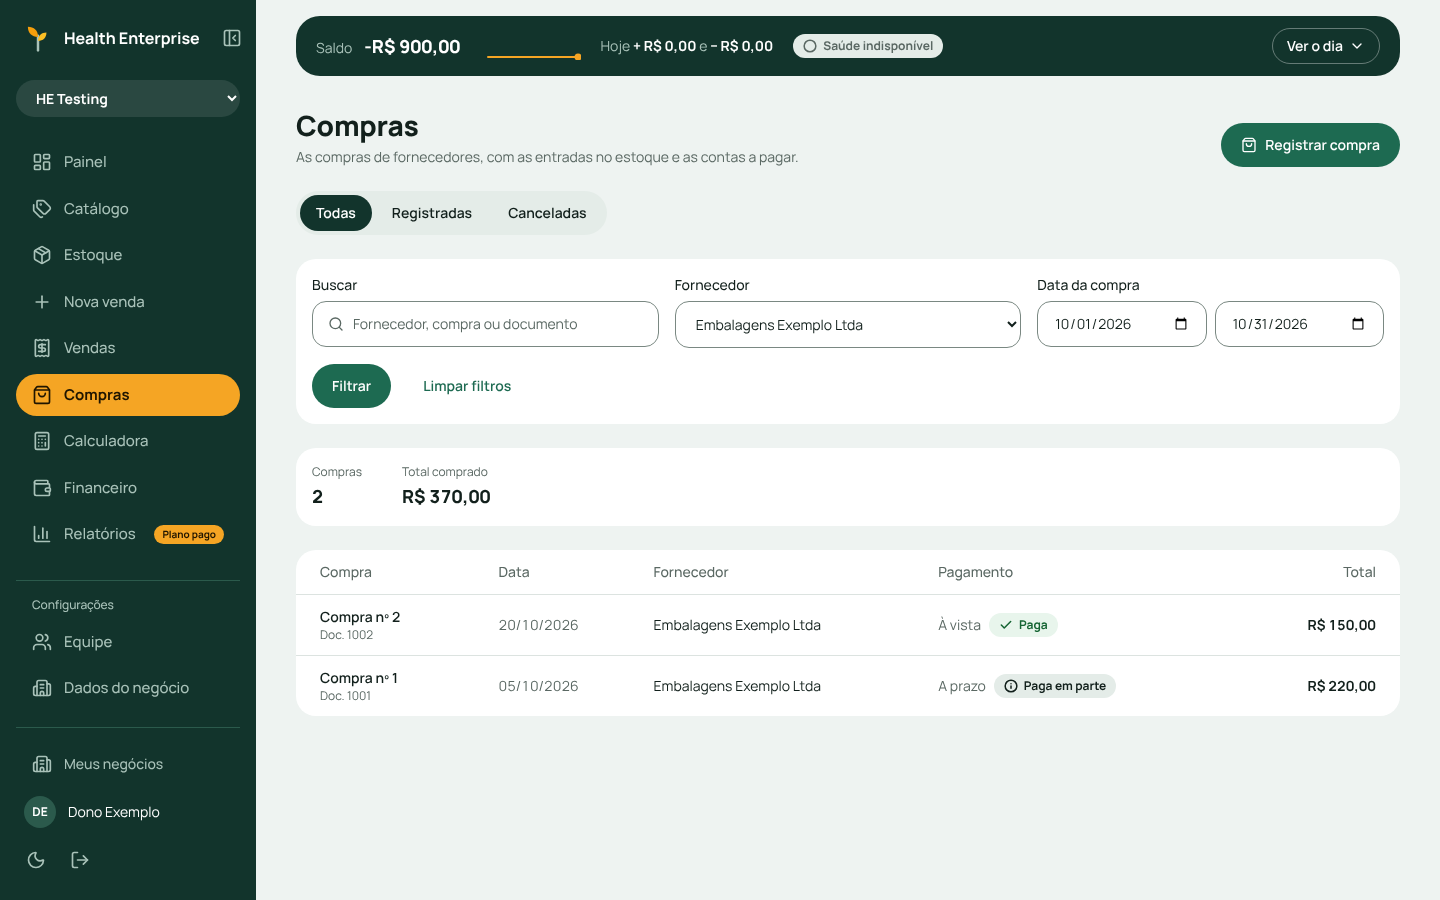 Health Enterprise
HE Testing
Painel
Catálogo
Estoque
Nova venda
Vendas
Compras
Calculadora
Financeiro
Relatórios Plano pago
Configurações
Equipe
Dados do negócio
Meus negócios
DE Dono Exemplo
Saldo -R$ 900,00 Hoje + R$ 0,00 e − R$ 0,00 Saúde indisponível Ver o dia
Compras
As compras de fornecedores, com as entradas no estoque e as contas a pagar.
Registrar compra
Todas Registradas Canceladas
Buscar Fornecedor Data da compra
Fornecedor, compra ou documento Embalagens Exemplo Ltda 10/01/2026 10/31/2026
Filtrar Limpar filtros
Compras Total comprado
2 R$ 370,00
Compra Data Fornecedor Pagamento Total
Compra nº 2 20/10/2026 Embalagens Exemplo Ltda À vista Paga R$ 150,00
Doc. 1002
Compra nº 1 05/10/2026 Embalagens Exemplo Ltda A prazo Paga em parte R$ 220,00
Doc. 1001